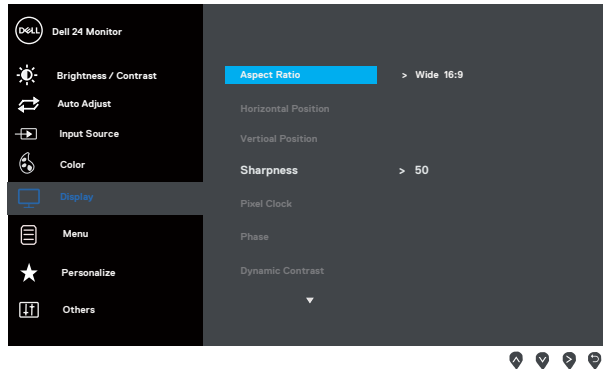 DELL Dell 24 Monitor
Brightness / Contrast
Auto Adjust
Input Source
Color
Display
Menu
Personalize
Others
Aspect Ratio > Wide 16:9
Horizontal Position
Vertical Position
Sharpness > 50
Pixel Clock
Phase
Dynamic Contrast